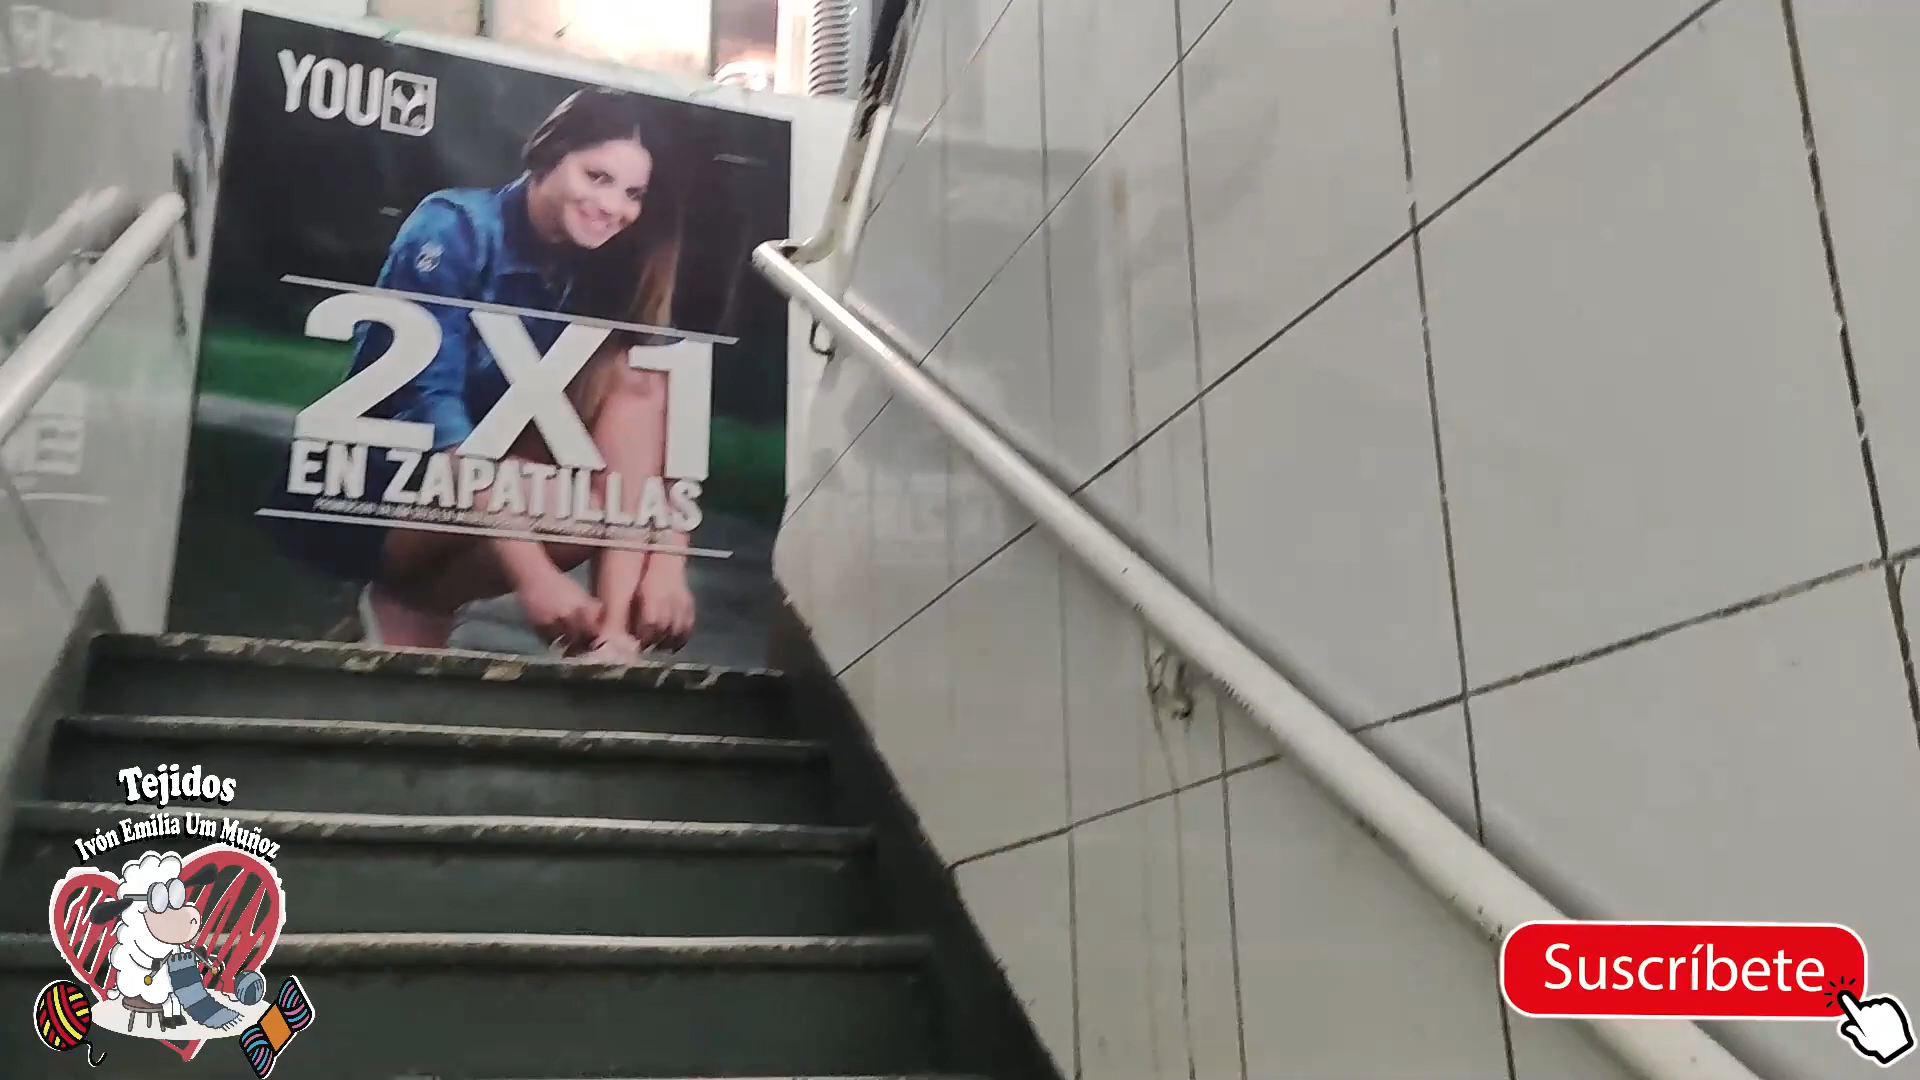 YOU
2X1
EN ZAPATILLAS
Tejidos
Ivón Emilia Um Muñoz
Suscríbete